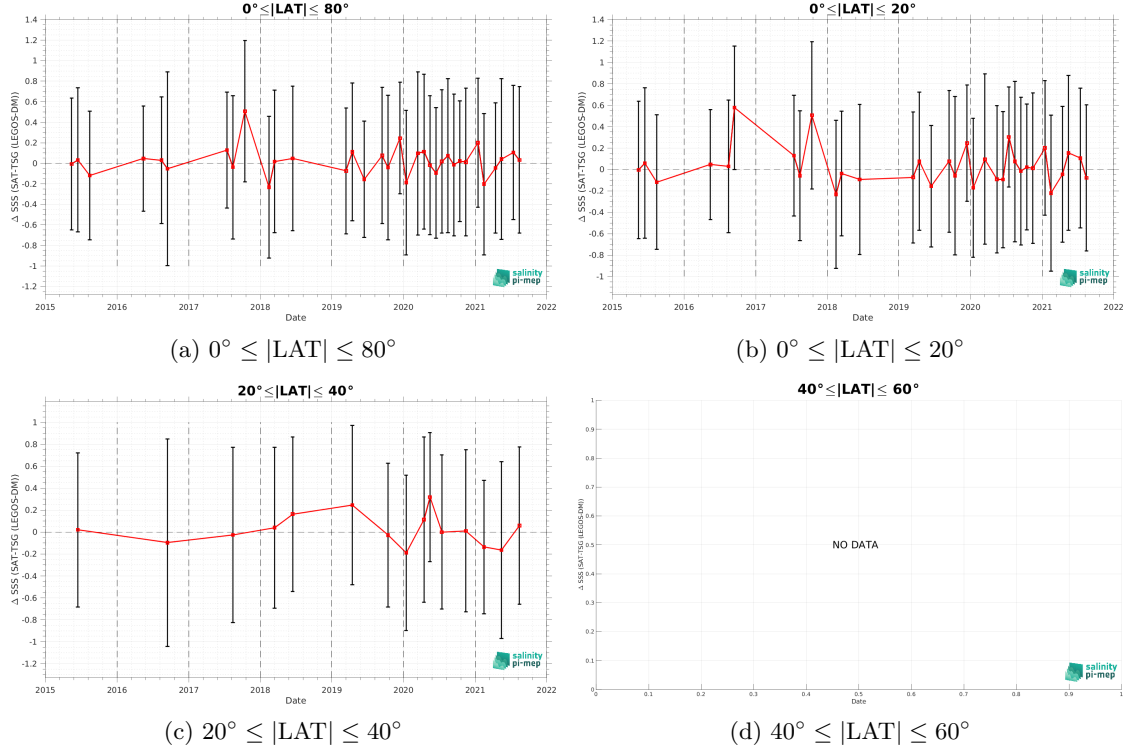 0°≤|LAT|≤ 80°
Δ SSS (SAT-TSG (LEGOS-DM))
1.4
1.2
1
0.8
0.6
0.4
0.2
0
-0.2
-0.4
-0.6
-0.8
-1
-1.2
2015 2016 2017 2018 2019 2020 2021 2022
Date
salinity
pi-mep
(a) 0° ≤ |LAT| ≤ 80°
0°≤|LAT|≤ 20°
Δ SSS (SAT-TSG (LEGOS-DM))
1.4
1.2
1
0.8
0.6
0.4
0.2
0
-0.2
-0.4
-0.6
-0.8
-1
2015 2016 2017 2018 2019 2020 2021 2022
Date
salinity
pi-mep
(b) 0° ≤ |LAT| ≤ 20°
20°≤|LAT|≤ 40°
Δ SSS (SAT-TSG (LEGOS-DM))
1
0.8
0.6
0.4
0.2
0
-0.2
-0.4
-0.6
-0.8
-1
-1.2
2015 2016 2017 2018 2019 2020 2021 2022
Date
salinity
pi-mep
(c) 20° ≤ |LAT| ≤ 40°
40°≤|LAT|≤ 60°
Δ SSS (SAT-TSG (LEGOS-DM))
1
0.9
0.8
0.7
0.6
0.5
0.4
0.3
0.2
0.1
0
NO DATA
0 0.1 0.2 0.3 0.4 0.5 0.6 0.7 0.8 0.9 1
Date
salinity
pi-mep
(d) 40° ≤ |LAT| ≤ 60°